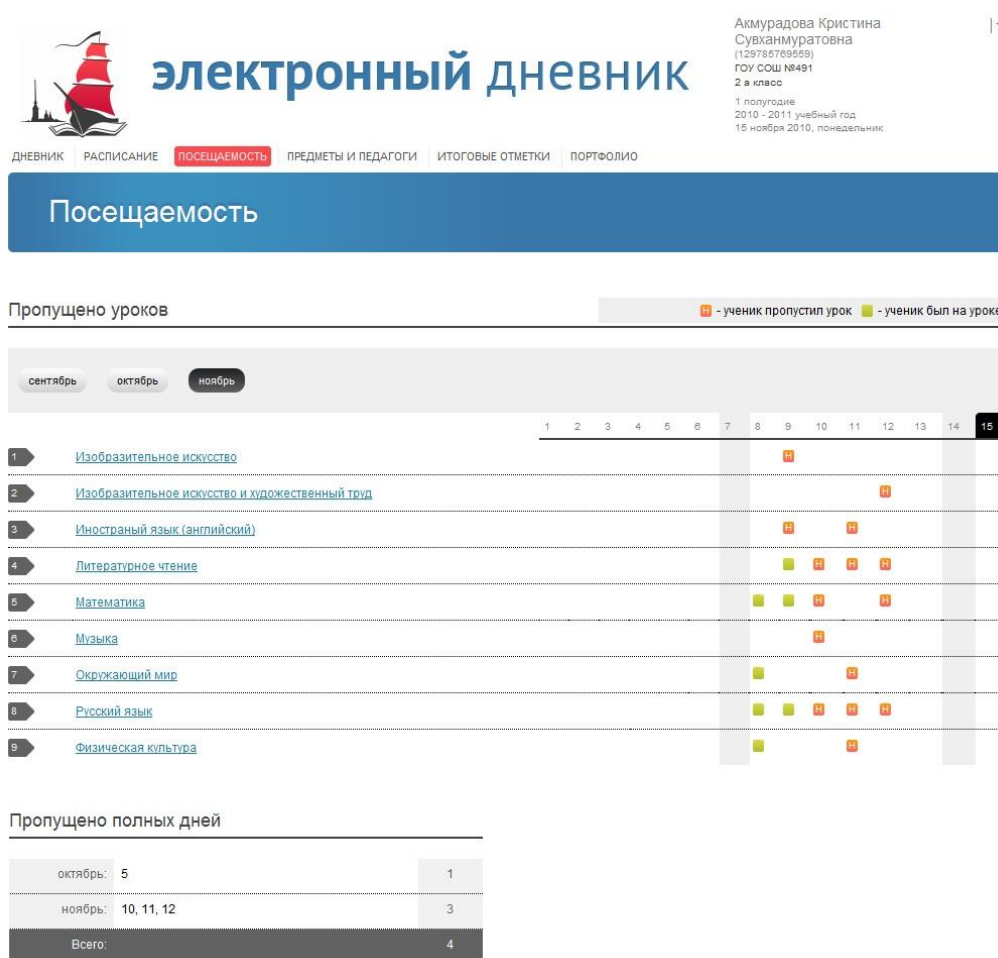 Акмурадова Кристина
Сувханмуратовна
(129785769559)
ГОУ СОШ №491
2 а класс
1 полугодие
2010 - 2011 учебный год
15 ноября 2010, понедельник
электронный дневник
ДНЕВНИК РАСПИСАНИЕ ПОСЕЩАЕМОСТЬ ПРЕДМЕТЫ И ПЕДАГОГИ ИТОГОВЫЕ ОТМЕТКИ ПОРТФОЛИО
Посещаемость
Пропущено уроков
Н - ученик пропустил урок - ученик был на уроке
сентябрь октябрь ноябрь
1 2 3 4 5 6 7 8 9 10 11 12 13 14 15
1 Изобразительное искусство Н
2 Изобразительное искусство и художественный труд Н
3 Иностраный язык (английский) Н Н
4 Литературное чтение Н Н Н
5 Математика Н Н
6 Музыка Н
7 Окружающий мир Н
8 Русский язык Н Н Н
9 Физическая культура Н
Пропущено полных дней
октябрь: 5 1
ноябрь: 10, 11, 12 3
Всего: 4